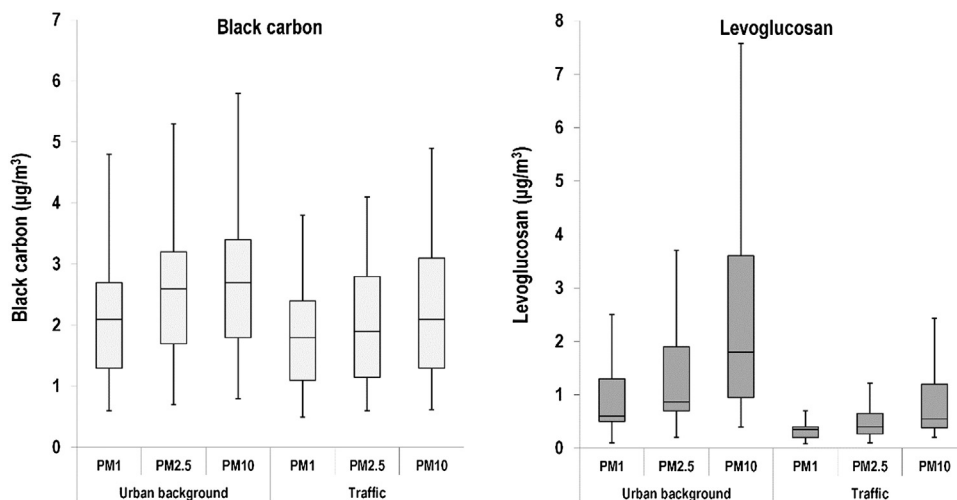 Black carbon
Black carbon (µg/m³)
7
6
5
4
3
2
1
0
PM1 PM2.5 PM10 PM1 PM2.5 PM10
Urban background Traffic
Levoglucosan
Levoglucosan (µg/m³)
8
7
6
5
4
3
2
1
0
PM1 PM2.5 PM10 PM1 PM2.5 PM10
Urban background Traffic